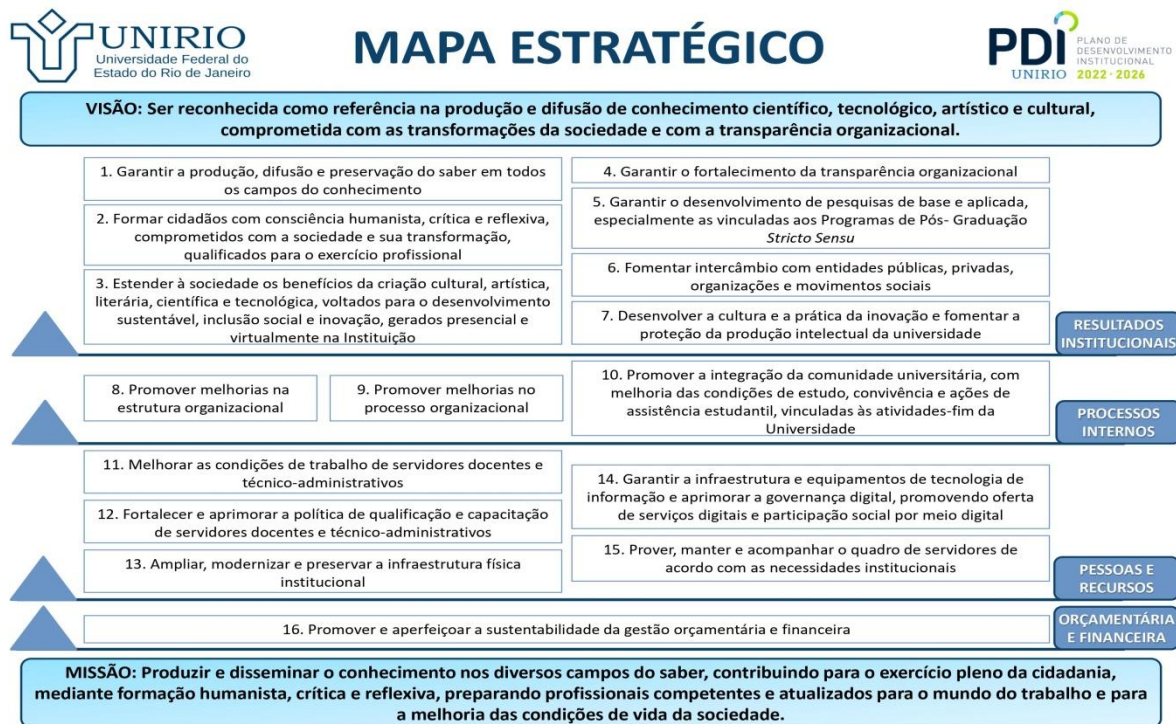 UNIRIO
Universidade Federal do
Estado do Rio de Janeiro
MAPA ESTRATÉGICO
PDI
UNIRIO
PLANO DE
DESENVOLVIMENTO
INSTITUCIONAL
2022-2026
VISÃO: Ser reconhecida como referência na produção e difusão de conhecimento científico, tecnológico, artístico e cultural,
comprometida com as transformações da sociedade e com a transparência organizacional.
1. Garantir a produção, difusão e preservação do saber em todos
os campos do conhecimento
2. Formar cidadãos com consciência humanista, crítica e reflexiva,
comprometidos com a sociedade e sua transformação,
qualificados para o exercício profissional
3. Estender à sociedade os benefícios da criação cultural, artística,
literária, científica e tecnológica, voltados para o desenvolvimento
sustentável, inclusão social e inovação, gerados presencial e
virtualmente na Instituição
4. Garantir o fortalecimento da transparência organizacional
5. Garantir o desenvolvimento de pesquisas de base e aplicada,
especialmente as vinculadas aos Programas de Pós- Graduação
Stricto Sensu
6. Fomentar intercâmbio com entidades públicas, privadas,
organizações e movimentos sociais
7. Desenvolver a cultura e a prática da inovação e fomentar a
proteção da produção intelectual da universidade
RESULTADOS
INSTITUCIONAIS
8. Promover melhorias na
estrutura organizacional
9. Promover melhorias no
processo organizacional
10. Promover a integração da comunidade universitária, com
melhoria das condições de estudo, convivência e ações de
assistência estudantil, vinculadas às atividades-fim da
Universidade
PROCESSOS
INTERNOS
11. Melhorar as condições de trabalho de servidores docentes e
técnico-administrativos
12. Fortalecer e aprimorar a política de qualificação e capacitação
de servidores docentes e técnico-administrativos
13. Ampliar, modernizar e preservar a infraestrutura física
institucional
14. Garantir a infraestrutura e equipamentos de tecnologia de
informação e aprimorar a governança digital, promovendo oferta
de serviços digitais e participação social por meio digital
15. Prover, manter e acompanhar o quadro de servidores de
acordo com as necessidades institucionais
PESSOAS E
RECURSOS
16. Promover e aperfeiçoar a sustentabilidade da gestão orçamentária e financeira
ORÇAMENTÁRIA
E FINANCEIRA
MISSÃO: Produzir e disseminar o conhecimento nos diversos campos do saber, contribuindo para o exercício pleno da cidadania,
mediante formação humanista, crítica e reflexiva, preparando profissionais competentes e atualizados para o mundo do trabalho e para
a melhoria das condições de vida da sociedade.